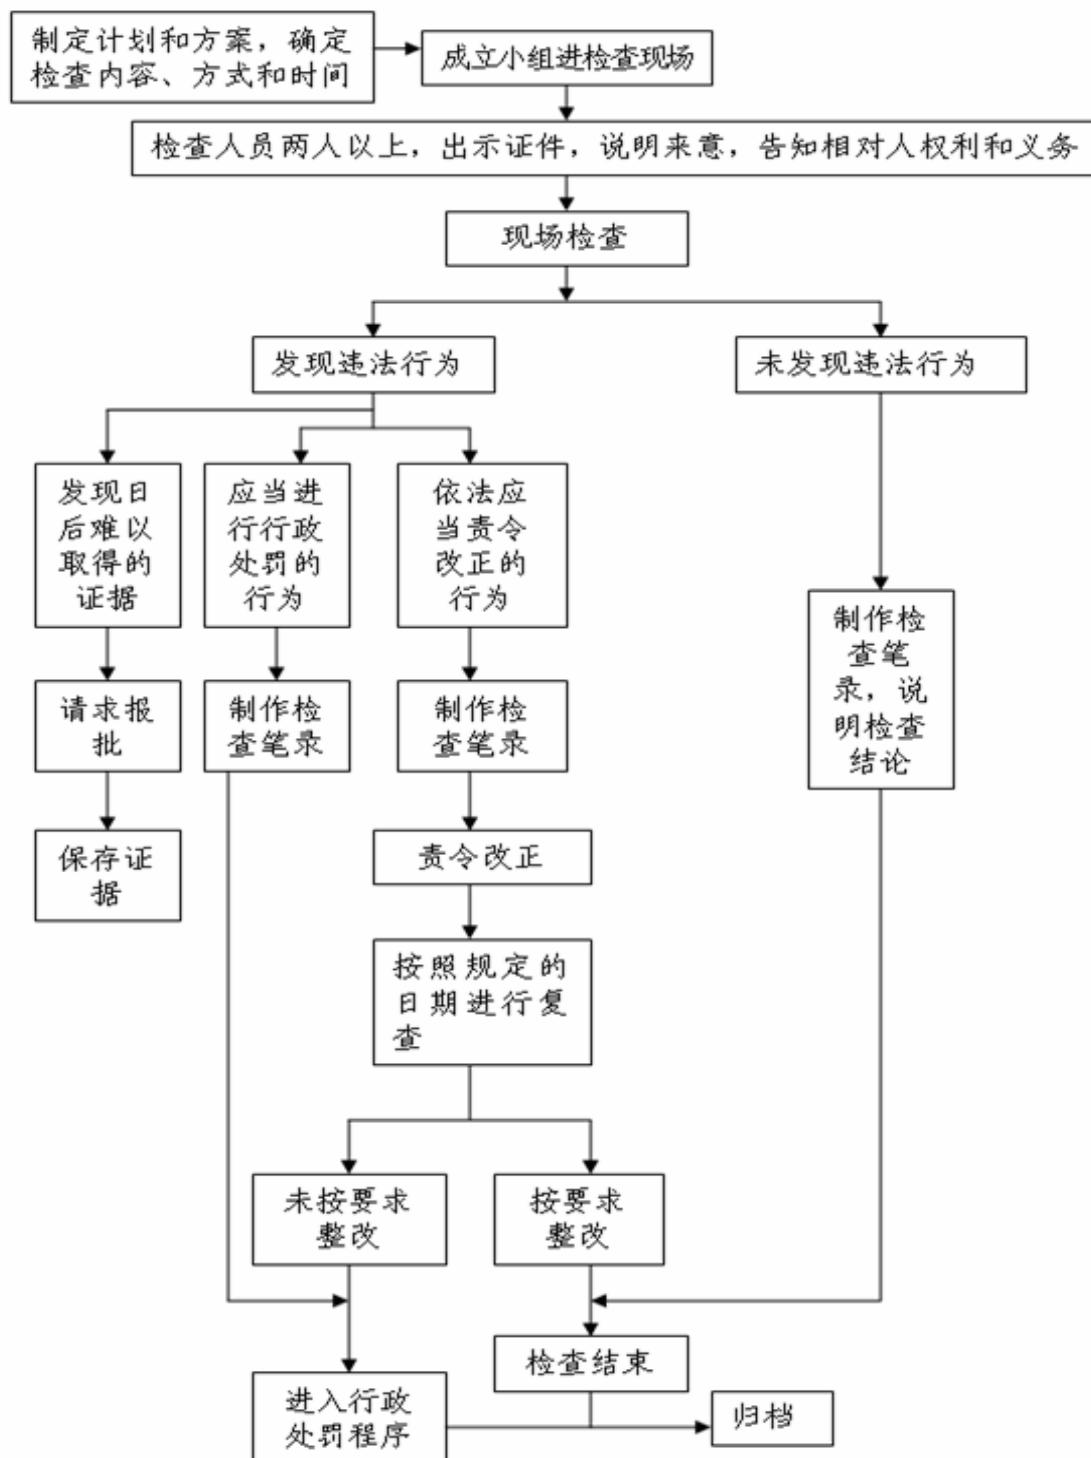 制定计划和方案，确定
检查内容、方式和时间
成立小组进检查现场
检查人员两人以上，出示证件，说明来意，告知相对人权利和义务
现场检查
发现违法行为
未发现违法行为
发现日
后难以
取得的
证据
应当进
行行政
处罚的
行为
依法应
当责令
改正的
行为
制作检
查笔
录，说
明检查
结论
请求报
批
制作检
查笔录
制作检
查笔录
保存证
据
责令改正
按照规定的
日期进行复
查
未按要求
整改
按要求
整改
检查结束
进入行政
处罚程序
归档